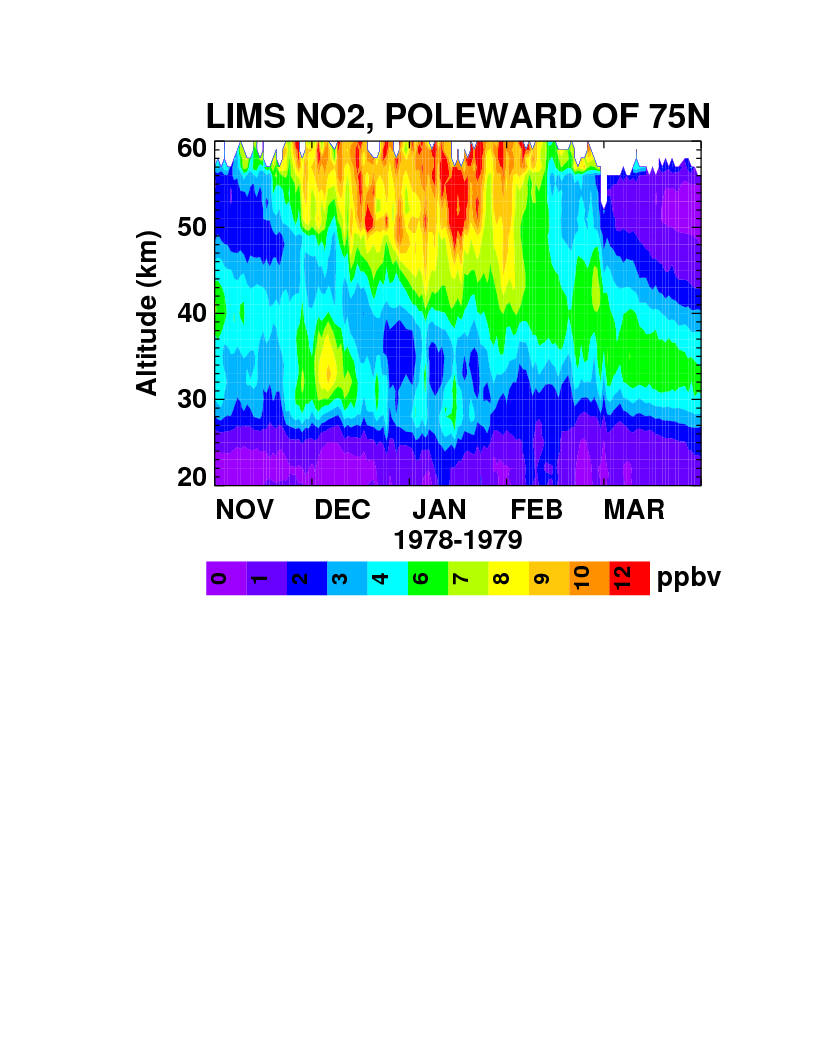 LIMS NO2, POLEWARD OF 75N
60
50
40
30
20
Altitude (km)
NOV DEC JAN FEB MAR
1978-1979
0 1 2 3 4 6 7 8 9 10 12 ppbv